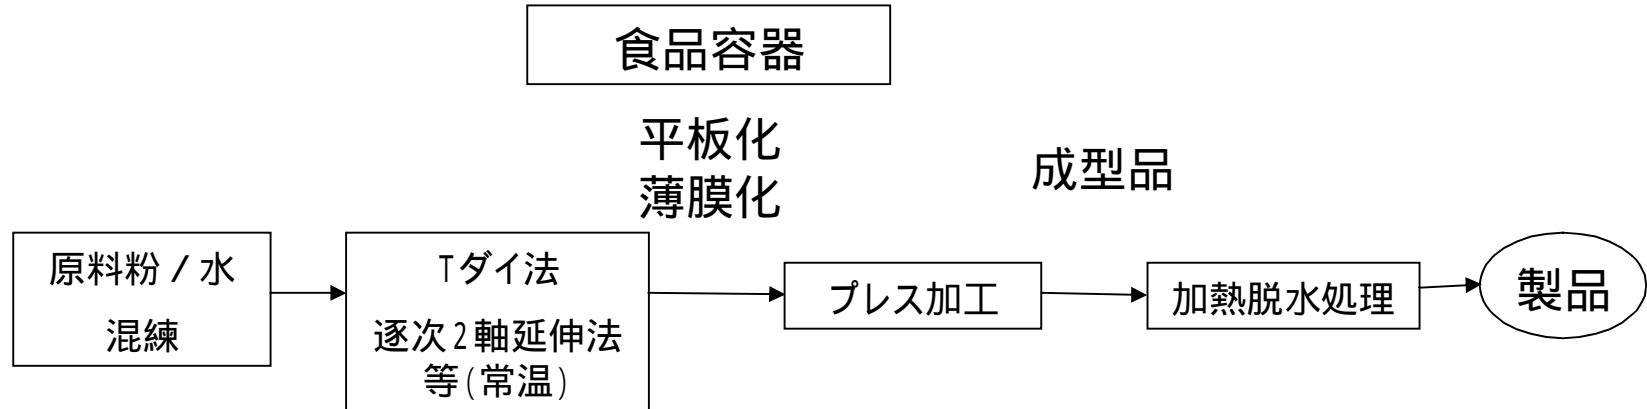 食品容器
平板化
薄膜化
成型品
原料粉/水
混練
Tダイ法
逐次2軸延伸法
等(常温)
プレス加工
加熱脱水処理
製品